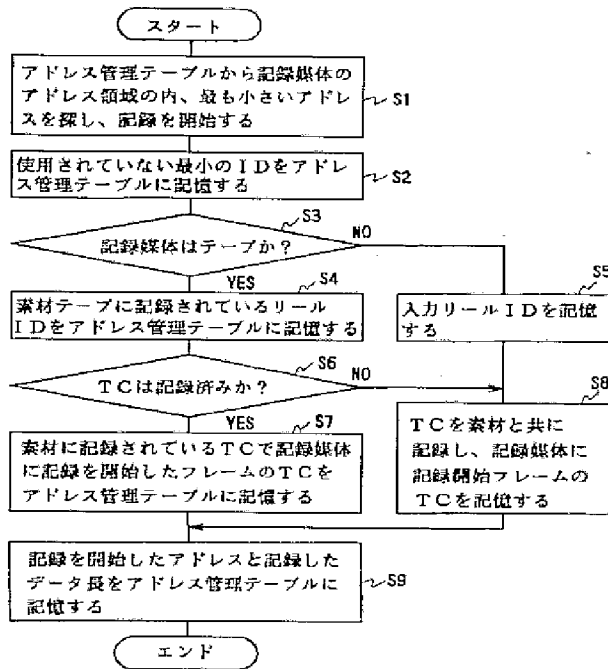 スタート
アドレス管理テーブルから記録媒体の
アドレス領域の内、最も小さいアドレ
スを探し、記録を開始する
S1
使用されていない最小のIDをアドレ
ス管理テーブルに記憶する
S2
S3
記録媒体はテープか?
NO
YES
S4
素材テープに記録されているリール
IDをアドレス管理テーブルに記憶する
S5
入力リールIDを記憶
する
S6
TCは記録済みか?
NO
YES
S7
素材に記録されているTCで記録媒体
に記録を開始したフレームのTCを
アドレス管理テーブルに記憶する
S8
TCを素材と共に
記録し、記録媒体に
記録開始フレームの
TCを記憶する
記録を開始したアドレスと記録した
データ長をアドレス管理テーブルに
記憶する
S9
エンド